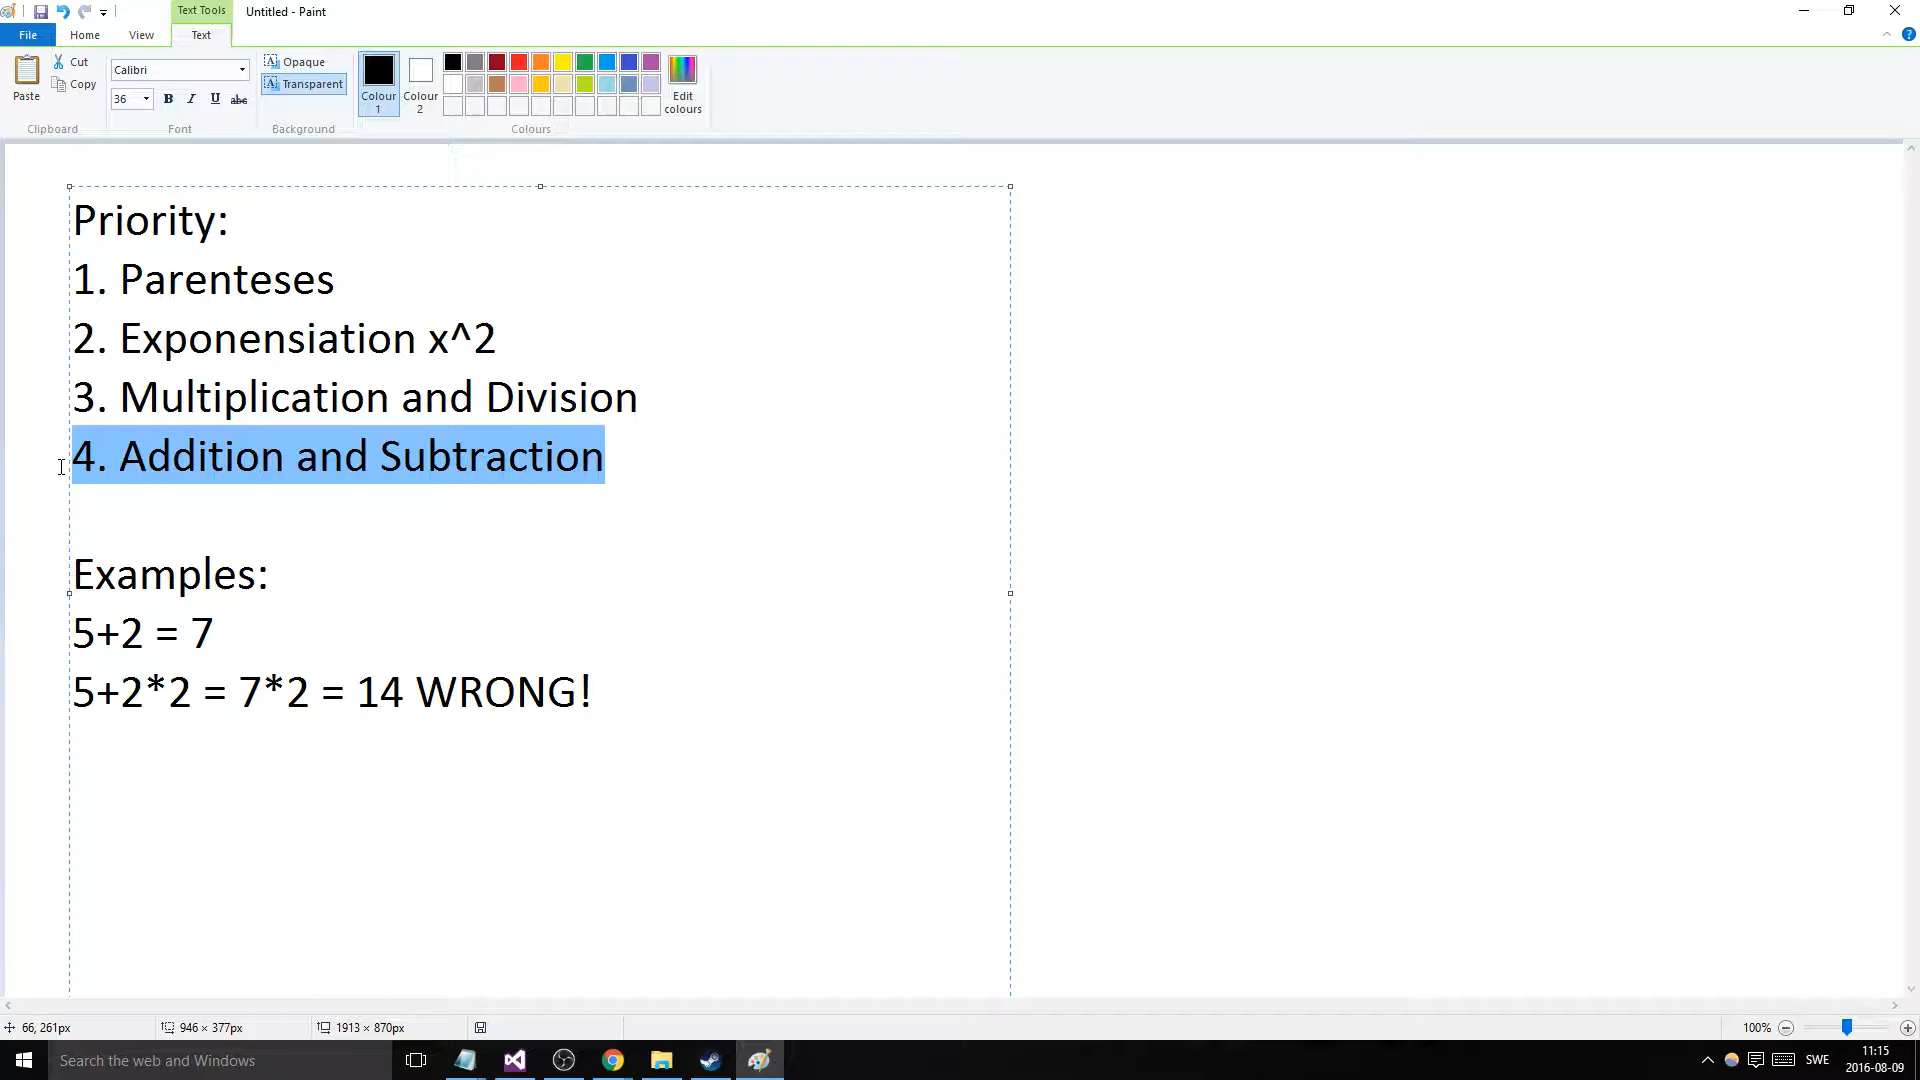 Text Tools
Untitled - Paint
File
Home
View
Text
Paste
Cut
Copy
Clipboard
Calibri
36
B
I
U
abc
Font
Opaque
Transparent
Background
Colour 1
Colour 2
Edit colours
Colours
Priority:
1. Parenteses
2. Exponensiation x^2
3. Multiplication and Division
4. Addition and Subtraction
Examples:
5+2 = 7
5+2*2 = 7*2 = 14 WRONG!
66, 261px
946 × 377px
1913 × 870px
100%
Search the web and Windows
SWE
11:15
2016-08-09